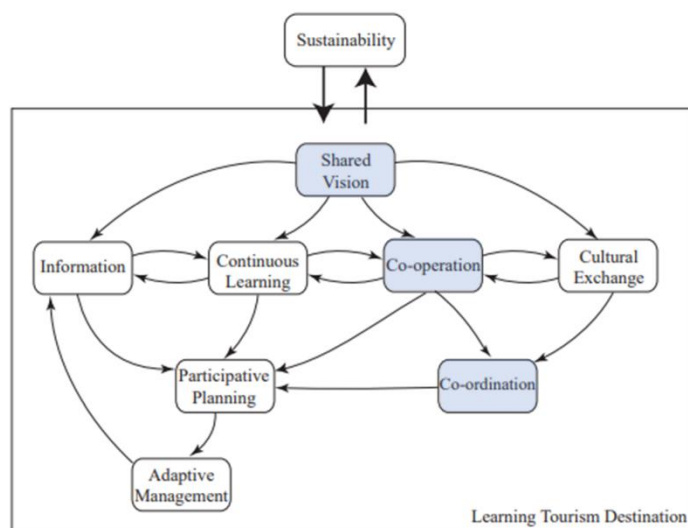 Sustainability
Shared
Vision
Information
Continuous
Learning
Co-operation
Cultural
Exchange
Participative
Planning
Co-ordination
Adaptive
Management
Learning Tourism Destination